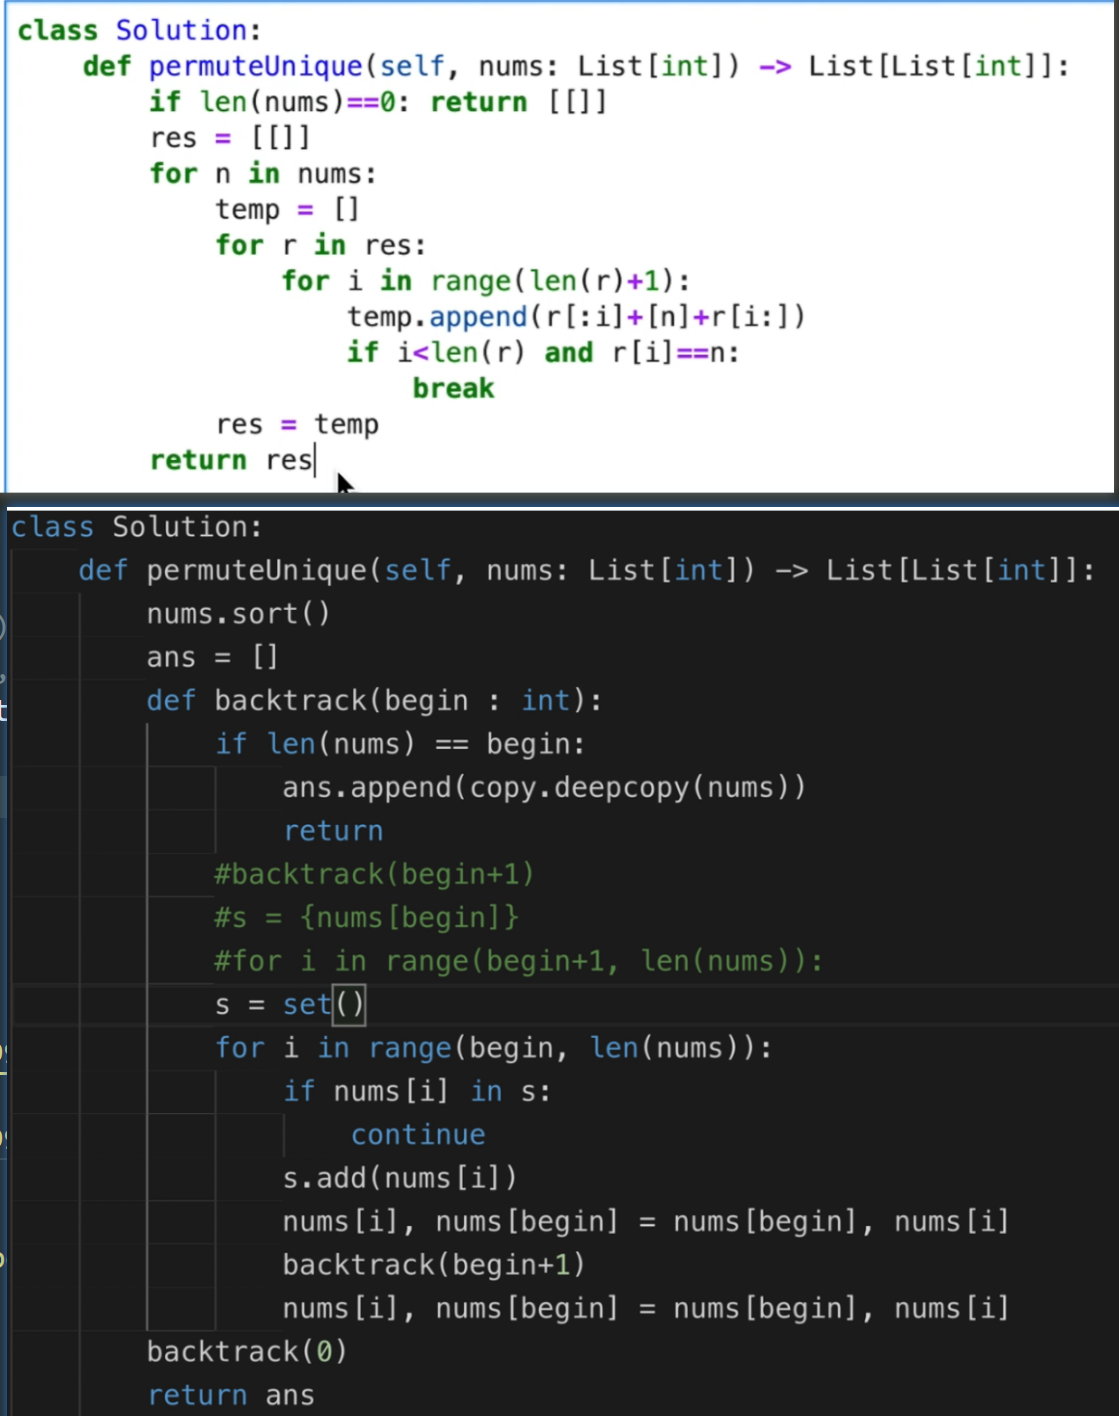 class Solution:
    def permuteUnique(self, nums: List[int]) -> List[List[int]]:
        if len(nums)==0: return [[]]
        res = [[]]
        for n in nums:
            temp = []
            for r in res:
                for i in range(len(r)+1):
                    temp.append(r[:i]+[n]+r[i:])
                    if i<len(r) and r[i]==n:
                        break
            res = temp
        return res
class Solution:
    def permuteUnique(self, nums: List[int]) -> List[List[int]]:
        nums.sort()
        ans = []
        def backtrack(begin : int):
            if len(nums) == begin:
                ans.append(copy.deepcopy(nums))
                return
            #backtrack(begin+1)
            #s = {nums[begin]}
            #for i in range(begin+1, len(nums)):
            s = set()
            for i in range(begin, len(nums)):
                if nums[i] in s:
                    continue
                s.add(nums[i])
                nums[i], nums[begin] = nums[begin], nums[i]
                backtrack(begin+1)
                nums[i], nums[begin] = nums[begin], nums[i]
        backtrack(0)
        return ans